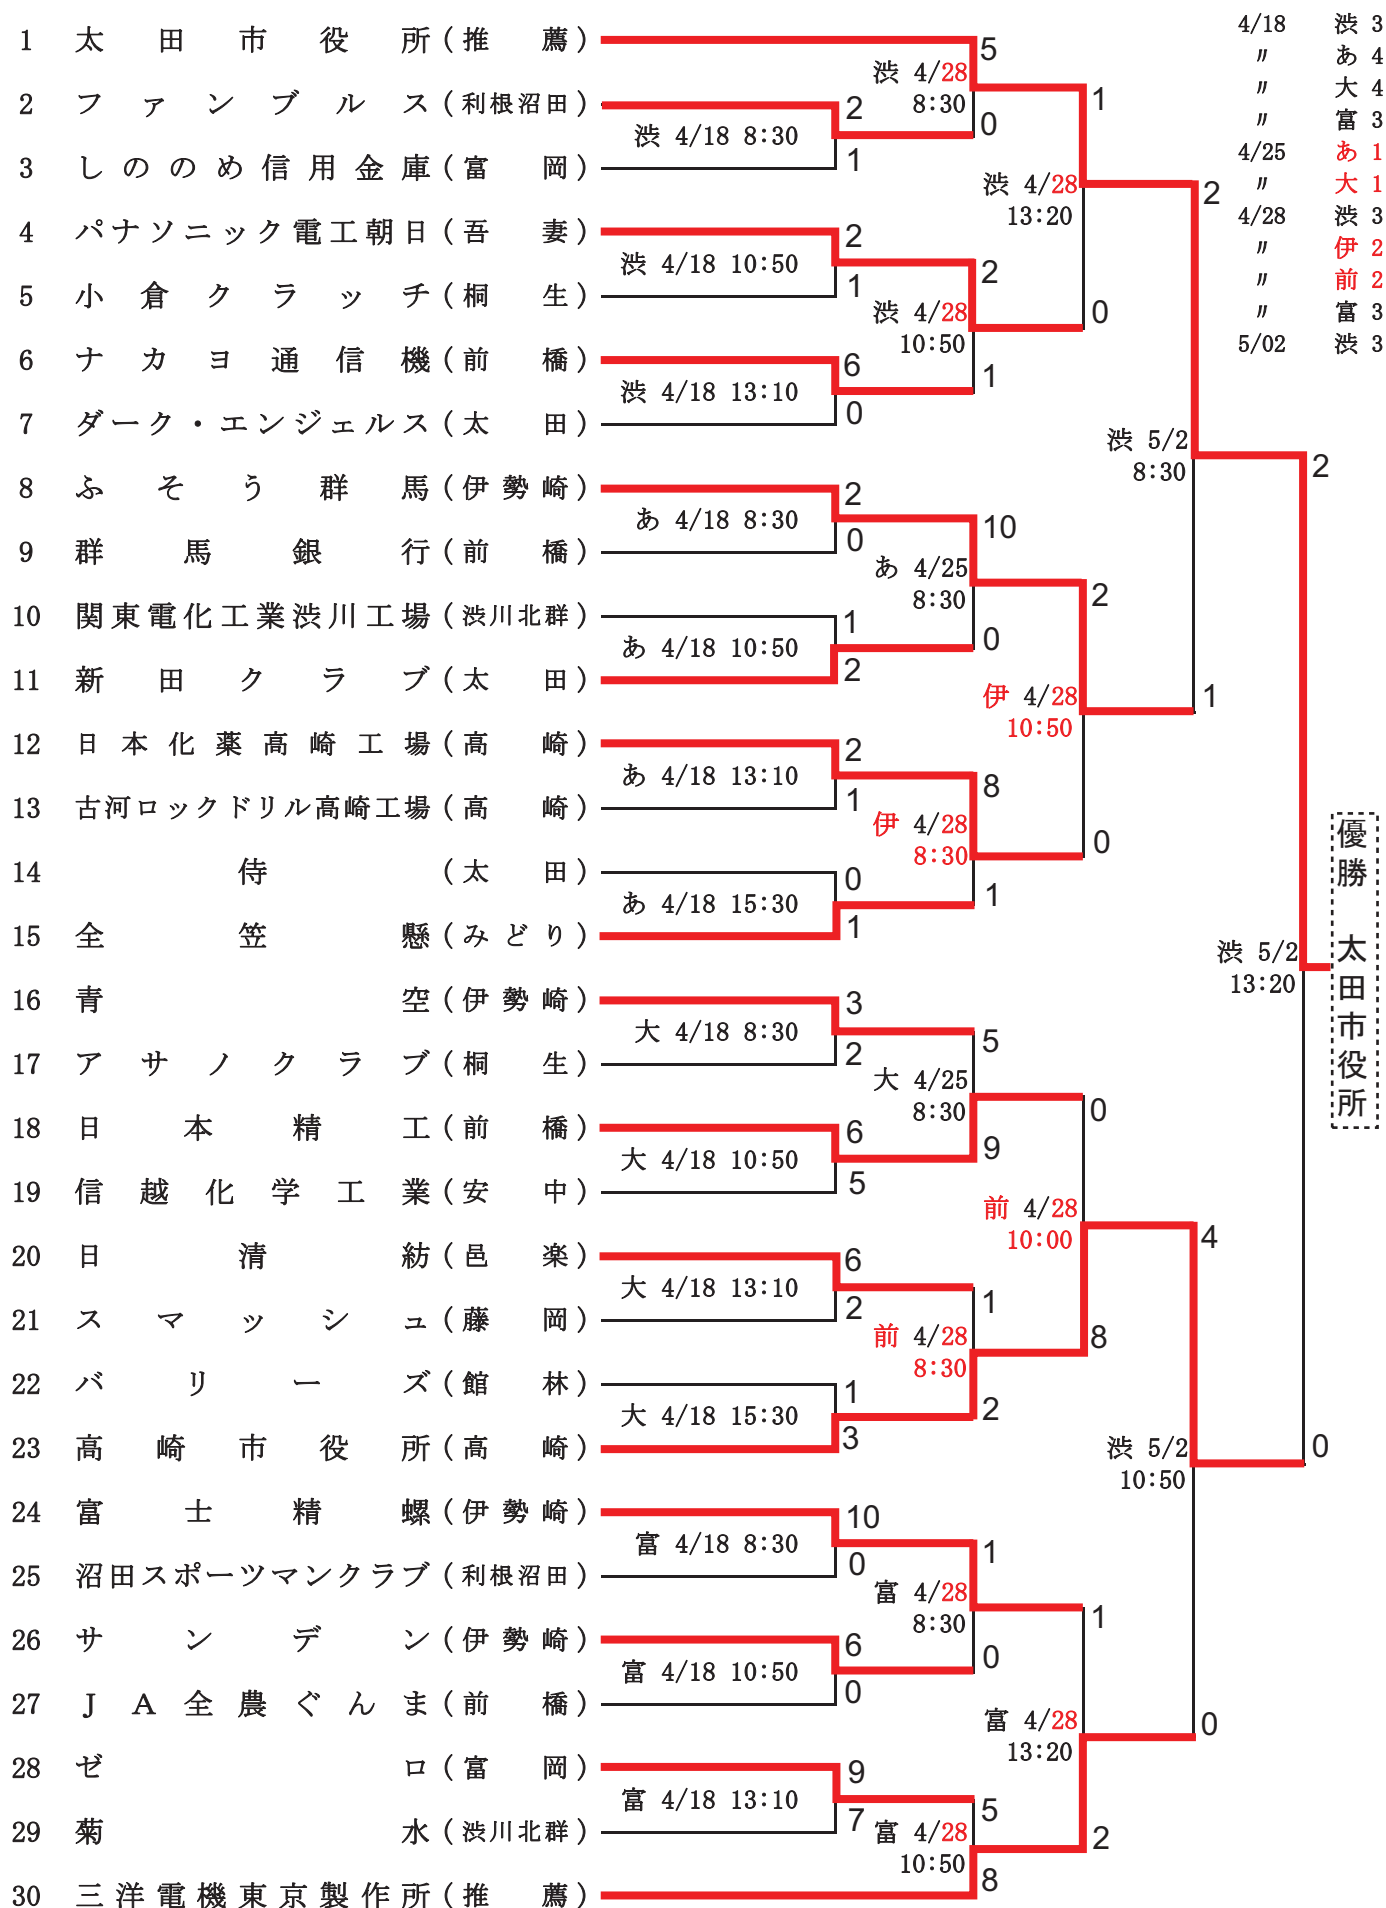 1 太田市役所(推薦)
2 ファンブルス(利根沼田)
3 しののめ信用金庫(富岡)
4 パナソニック電工朝日(吾妻)
5 小倉クラッチ(桐生)
6 ナカヨ通信機(前橋)
7 ダーク・エンジェルス(太田)
8 ふそう群馬(伊勢崎)
9 群馬銀行(前橋)
10 関東電化工業渋川工場(渋川北群)
11 新田クラブ(太田)
12 日本化薬高崎工場(高崎)
13 古河ロックドリル高崎工場(高崎)
14 侍(太田)
15 全笠懸(みどり)
16 青空(伊勢崎)
17 アサノクラブ(桐生)
18 日本精工(前橋)
19 信越化学工業(安中)
20 日清紡(邑楽)
21 スマッシュ(藤岡)
22 バリーズ(館林)
23 高崎市役所(高崎)
24 富士精螺(伊勢崎)
25 沼田スポーツマンクラブ(利根沼田)
26 サンデン(伊勢崎)
27 JA全農ぐんま(前橋)
28 ゼロ(富岡)
29 菊水(渋川北群)
30 三洋電機東京製作所(推薦)
2
渋 4/18 8:30
1
2
渋 4/18 10:50
1
6
渋 4/18 13:10
0
2
あ 4/18 8:30
0
1
あ 4/18 10:50
2
2
あ 4/18 13:10
1
0
あ 4/18 15:30
1
3
大 4/18 8:30
2
6
大 4/18 10:50
5
6
大 4/18 13:10
2
1
大 4/18 15:30
3
10
富 4/18 8:30
0
6
富 4/18 10:50
0
9
富 4/18 13:10
7
5
渋 4/28
8:30
0
2
渋 4/28
10:50
1
10
あ 4/25
8:30
0
8
伊 4/28
8:30
1
5
大 4/25
8:30
9
1
前 4/28
8:30
2
1
富 4/28
8:30
0
5
富 4/28
10:50
8
1
渋 4/28
13:20
0
2
伊 4/28
10:50
0
0
前 4/28
10:00
8
1
富 4/28
13:20
2
2
渋 5/2
8:30
1
4
渋 5/2
10:50
0
2
渋 5/2
13:20
0
優勝 太田市役所
4/18 渋 3
〃 あ 4
〃 大 4
〃 富 3
4/25 あ 1
〃 大 1
4/28 渋 3
〃 伊 2
〃 前 2
〃 富 3
5/02 渋 3